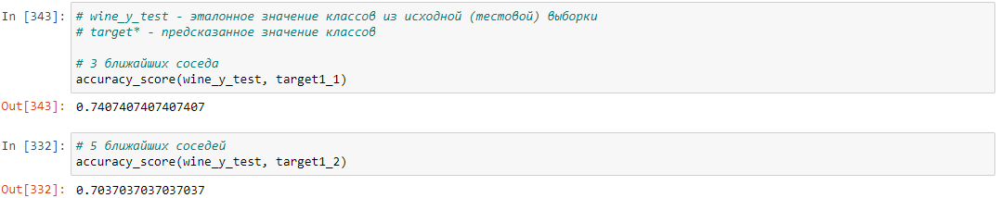 In [343]: # wine_y_test - эталонное значение классов из исходной (тестовой) выборки
# target* - предсказанное значение классов
# 3 ближайших соседа
accuracy_score(wine_y_test, target1_1)
Out[343]: 0.7407407407407407
In [332]: # 5 ближайших соседей
accuracy_score(wine_y_test, target1_2)
Out[332]: 0.7037037037037037